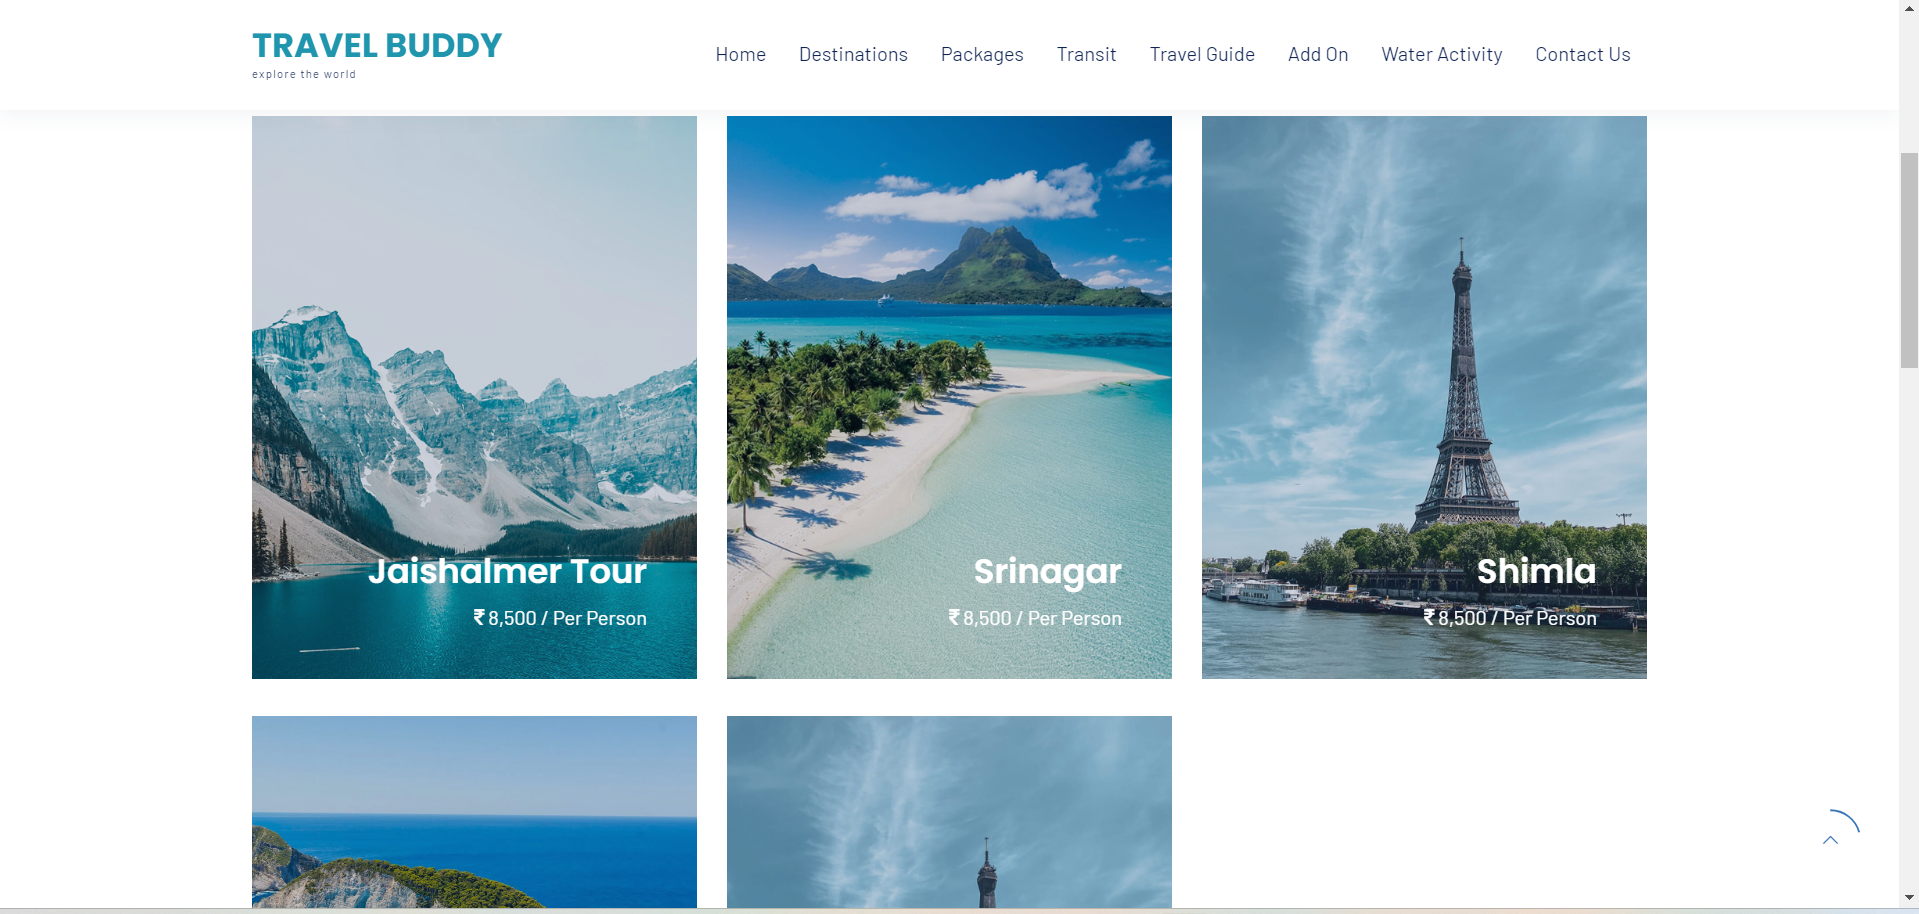 TRAVEL BUDDY
explore the world
Home Destinations Packages Transit Travel Guide Add On Water Activity Contact Us
Jaishalmer Tour
₹ 8,500 / Per Person
Srinagar
₹ 8,500 / Per Person
Shimla
₹ 8,500 / Per Person